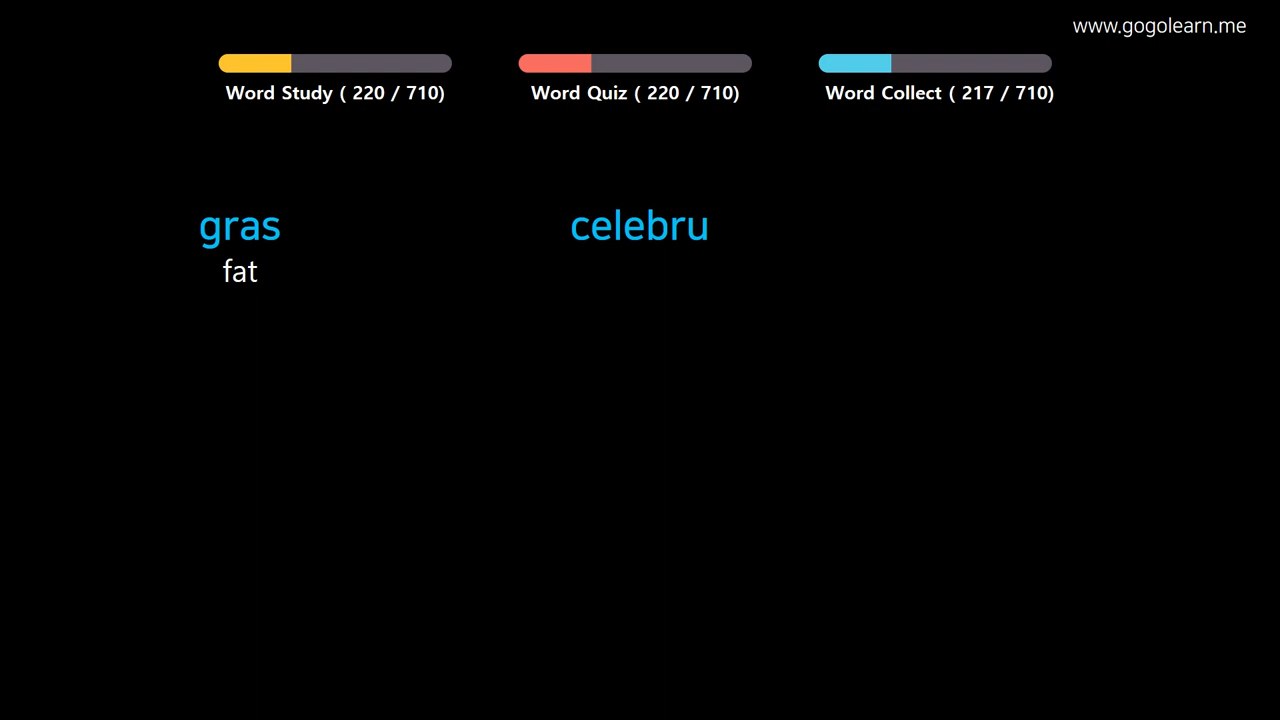 www.gogolearn.me
Word Study ( 220 / 710)
Word Quiz ( 220 / 710)
Word Collect ( 217 / 710)
gras
celebru
fat